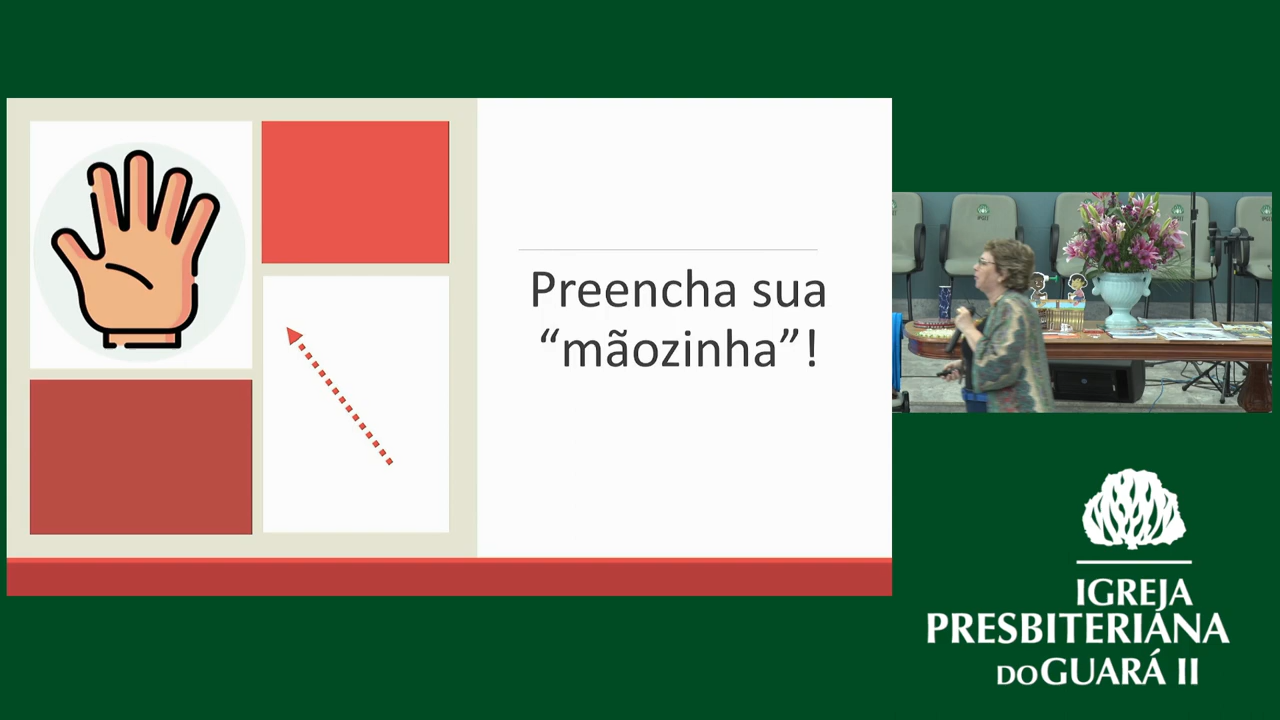 Preencha sua
“mãozinha”!
IGREJA
PRESBITERIANA
DO GUARÁ II